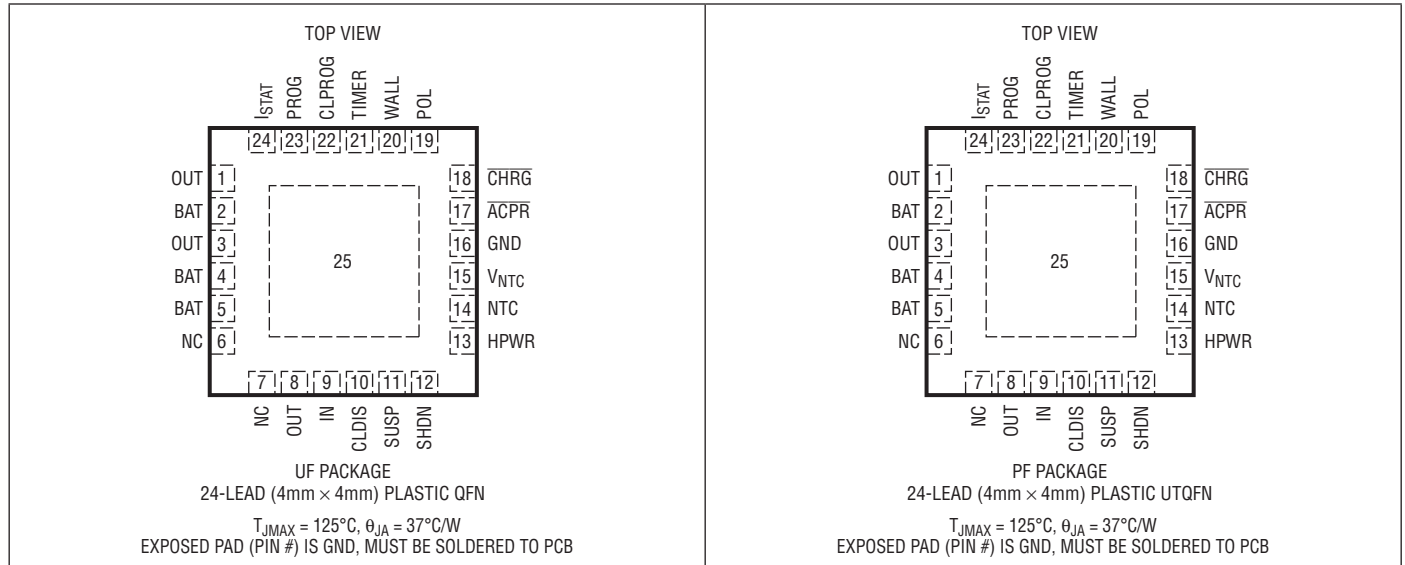 TOP VIEW
ISTAT
PROG
CLPROG
TIMER
WALL
POL
24 23 22 21 20 19
OUT 1
BAT 2
OUT 3
BAT 4
BAT 5
NC 6
25
18 CHRG
17 ACPR
16 GND
15 VNTC
14 NTC
13 HPWR
7 8 9 10 11 12
NC
OUT
IN
CLDIS
SUSP
SHDN
UF PACKAGE
24-LEAD (4mm × 4mm) PLASTIC QFN
TJMAX = 125°C, θJA = 37°C/W
EXPOSED PAD (PIN #) IS GND, MUST BE SOLDERED TO PCB
TOP VIEW
ISTAT
PROG
CLPROG
TIMER
WALL
POL
24 23 22 21 20 19
OUT 1
BAT 2
OUT 3
BAT 4
BAT 5
NC 6
25
18 CHRG
17 ACPR
16 GND
15 VNTC
14 NTC
13 HPWR
7 8 9 10 11 12
NC
OUT
IN
CLDIS
SUSP
SHDN
PF PACKAGE
24-LEAD (4mm × 4mm) PLASTIC UTQFN
TJMAX = 125°C, θJA = 37°C/W
EXPOSED PAD (PIN #) IS GND, MUST BE SOLDERED TO PCB